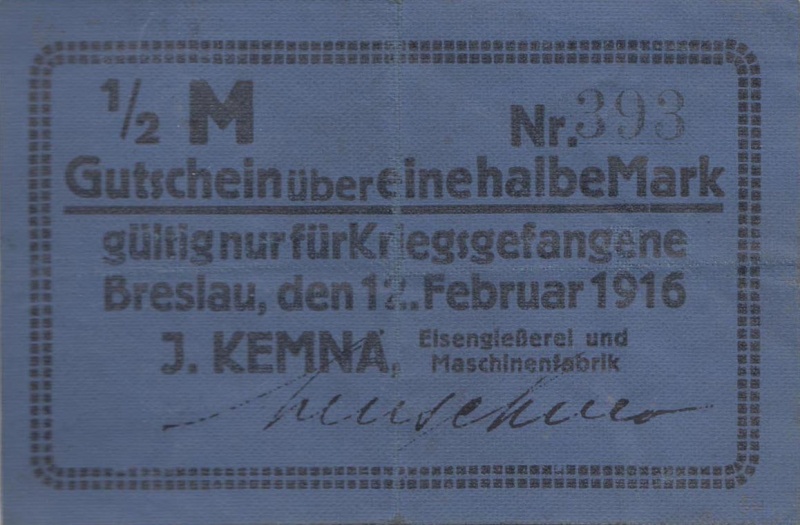 ½ M
Nr. 393
Gutschein über eine halbe Mark
gültig nur für Kriegsgefangene
Breslau, den 12. Februar 1916
J. KEMNA, Eisengießerei und
Maschinenfabrik